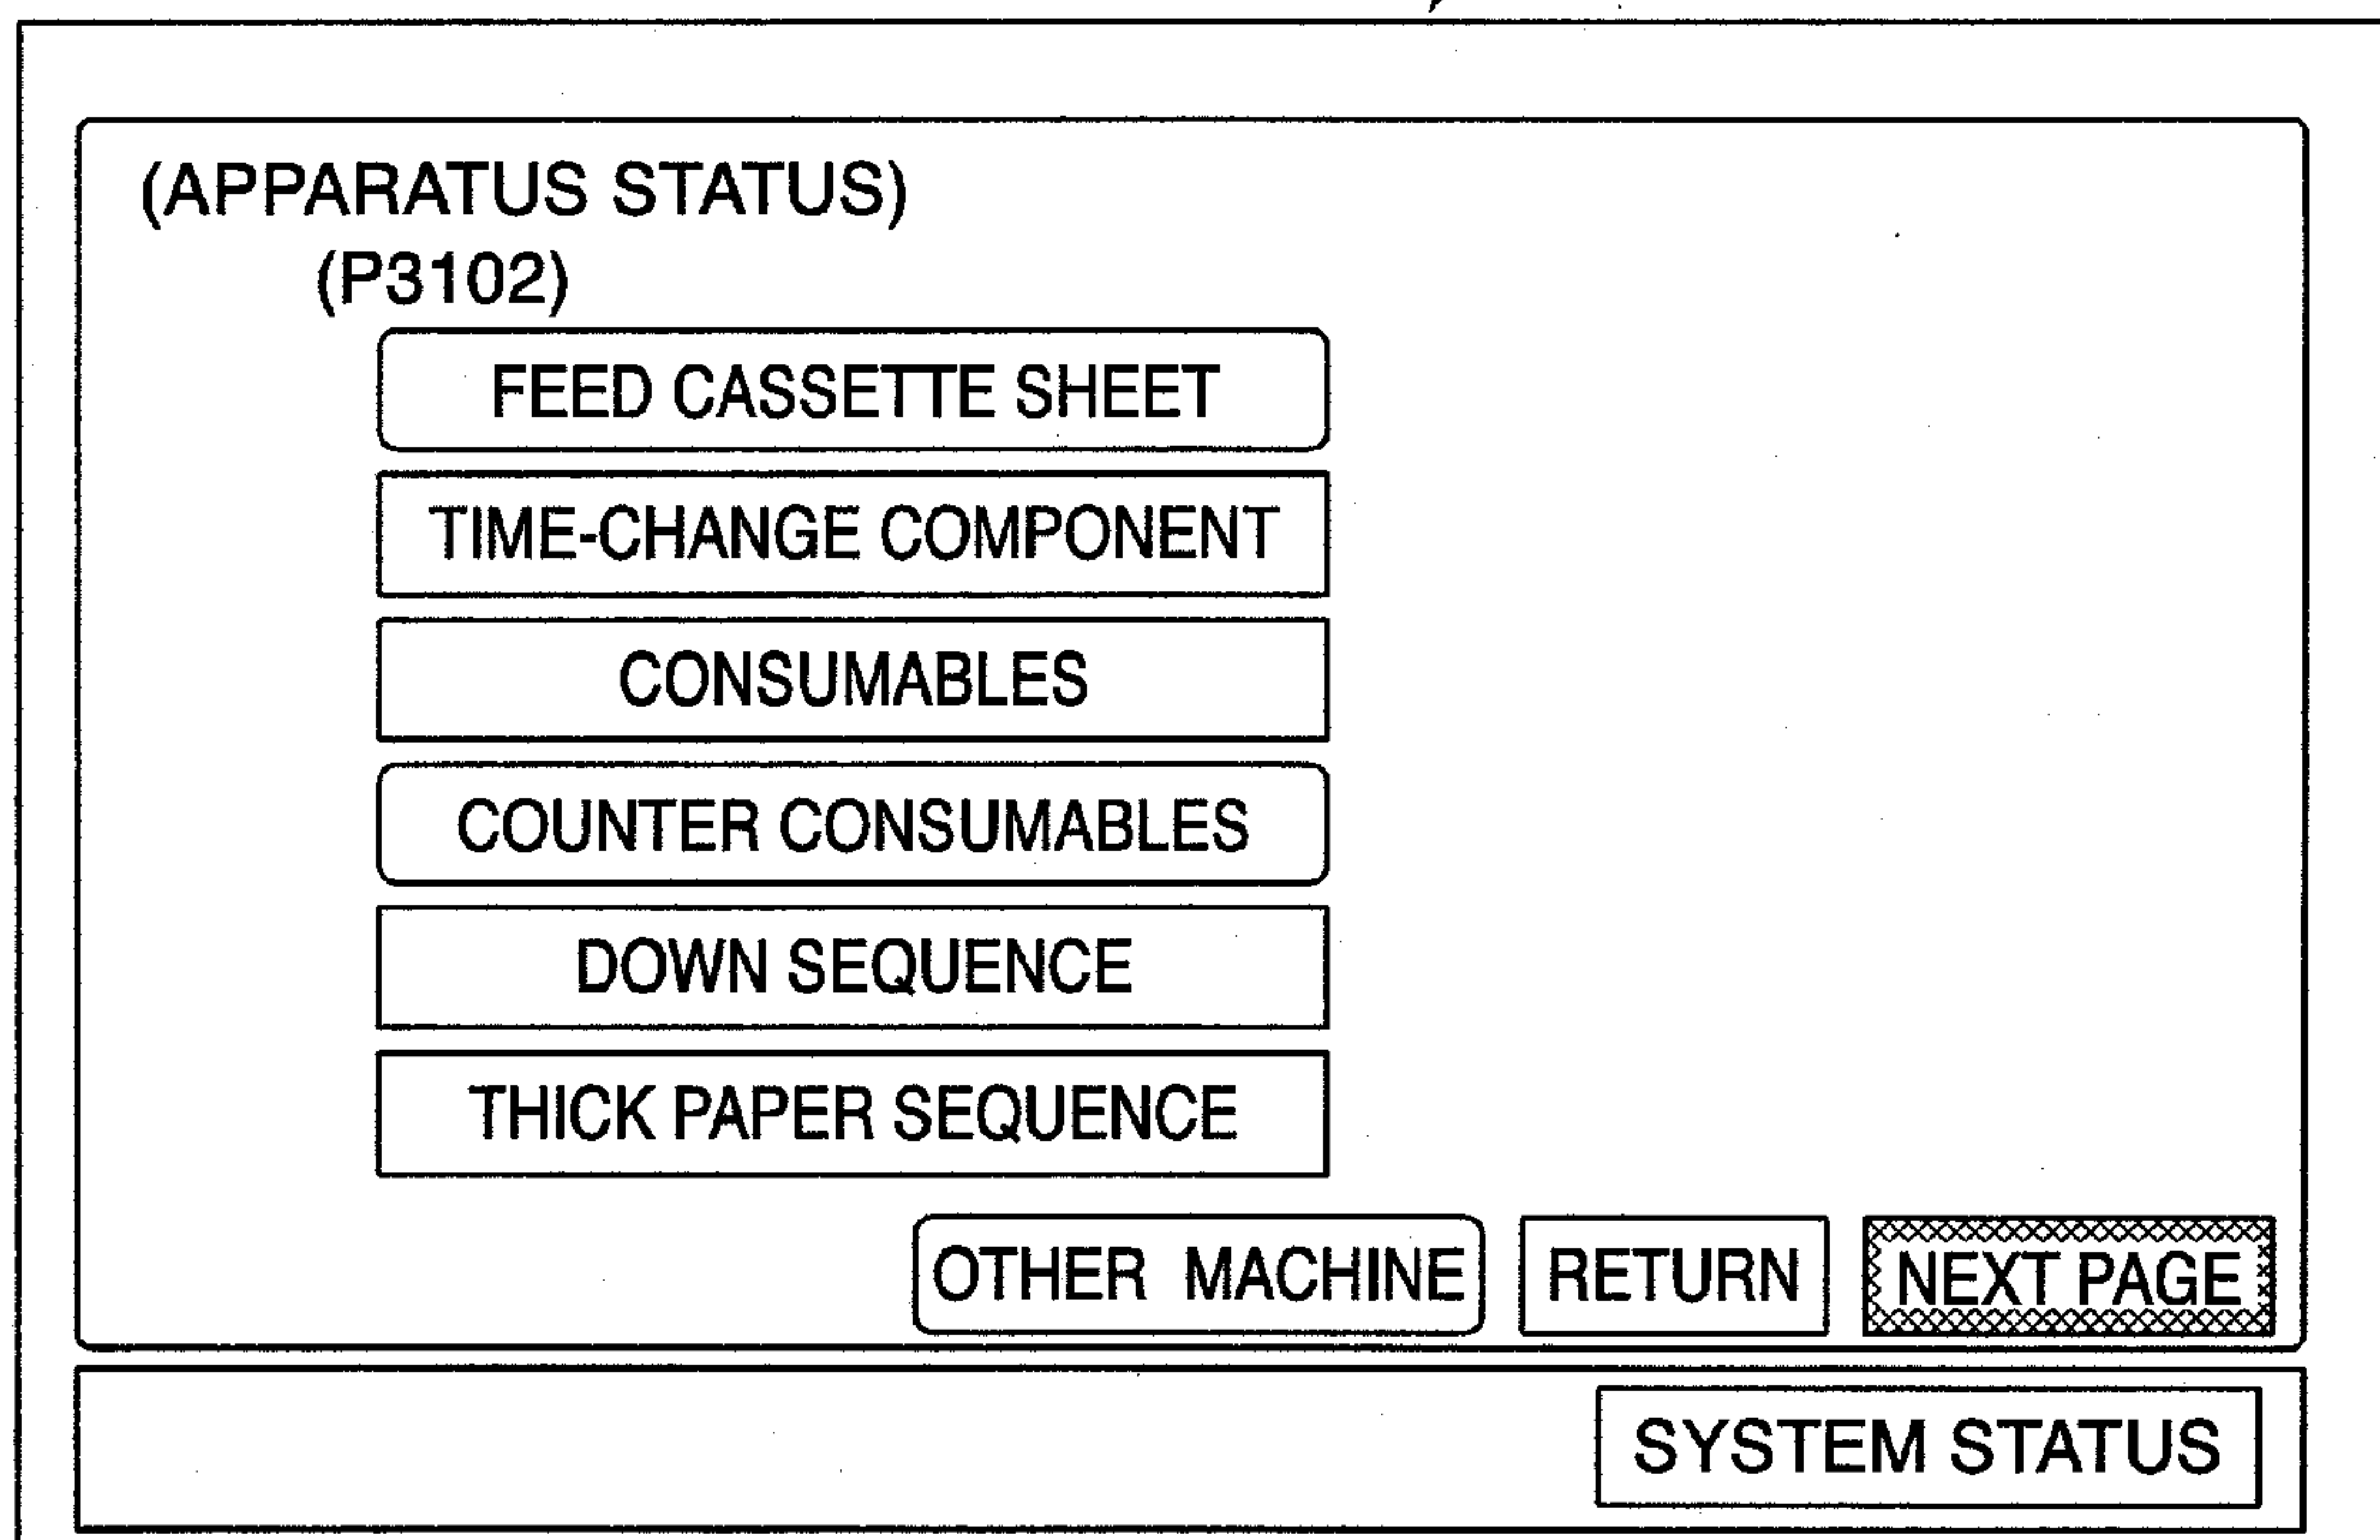 (APPARATUS STATUS)
(P3102)
FEED CASSETTE SHEET
TIME-CHANGE COMPONENT
CONSUMABLES
COUNTER CONSUMABLES
DOWN SEQUENCE
THICK PAPER SEQUENCE
OTHER MACHINE RETURN NEXT PAGE
SYSTEM STATUS